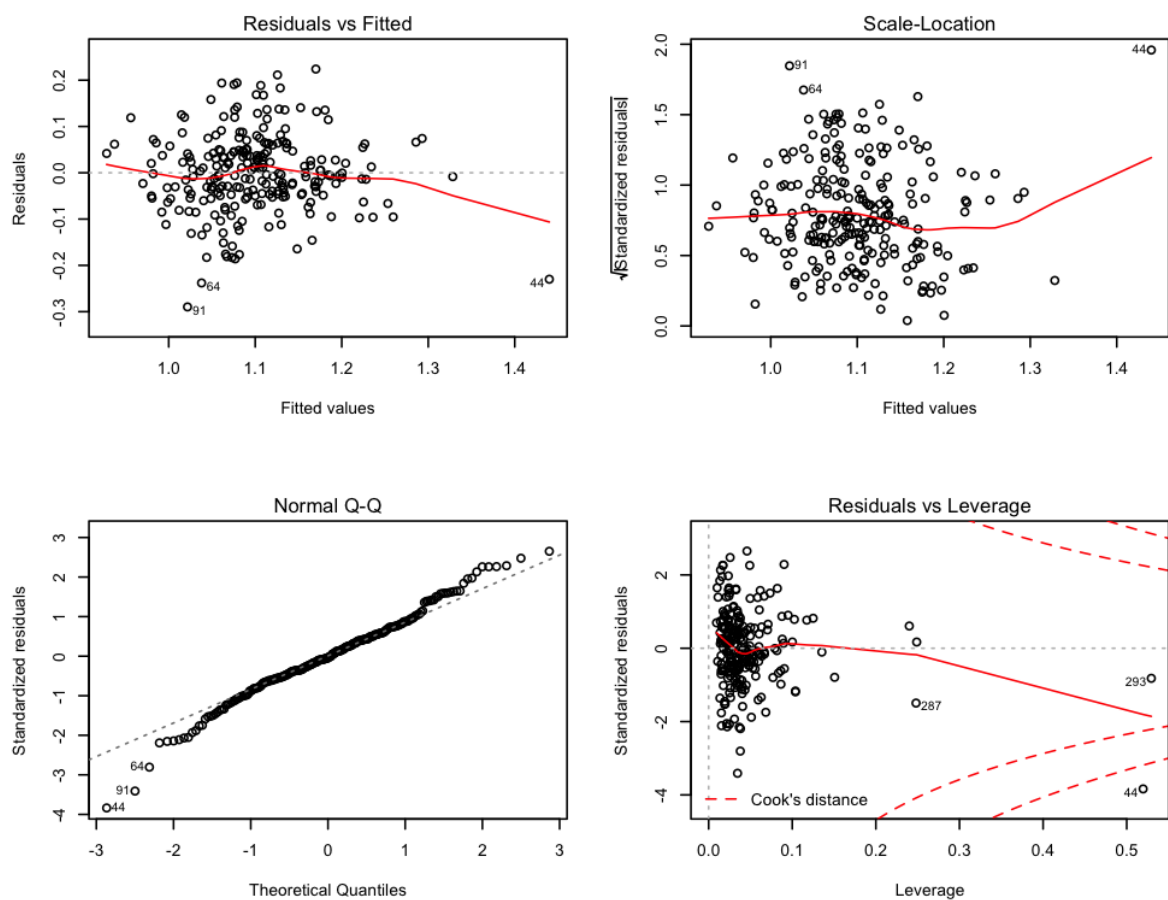 Residuals vs Fitted
Residuals
0.2
0.1
0.0
-0.1
-0.2
-0.3
64
91
44
1.0 1.1 1.2 1.3 1.4
Fitted values
Scale-Location
√|Standardized residuals|
2.0
1.5
1.0
0.5
0.0
91
64
44
1.0 1.1 1.2 1.3 1.4
Fitted values
Normal Q-Q
Standardized residuals
3
2
1
0
-1
-2
-3
-4
64
91
44
-3 -2 -1 0 1 2 3
Theoretical Quantiles
Residuals vs Leverage
Standardized residuals
2
0
-2
-4
293
287
44
Cook's distance
0.0 0.1 0.2 0.3 0.4 0.5
Leverage